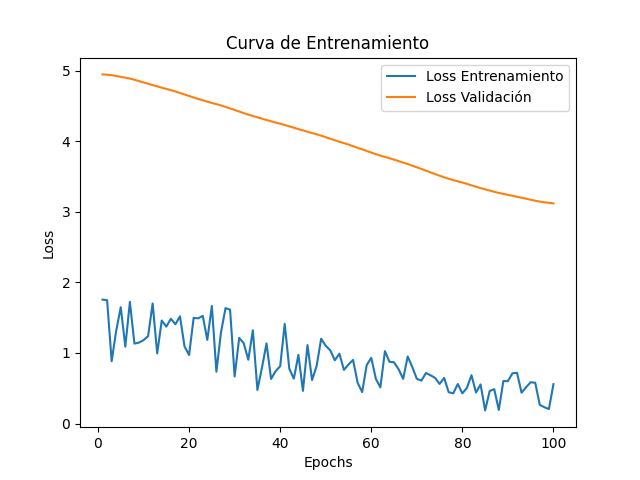 Curva de Entrenamiento
Loss Entrenamiento
Loss Validación
Loss
5
4
3
2
1
0
0 20 40 60 80 100
Epochs